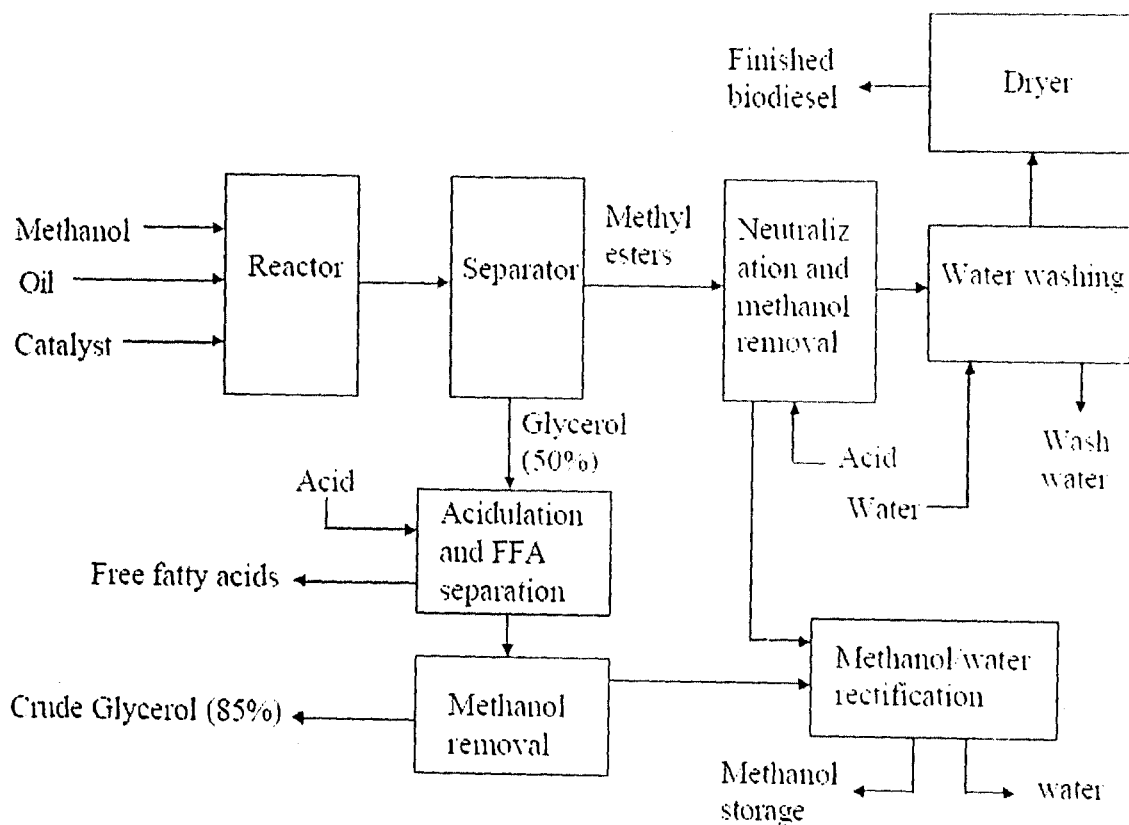 Finished
biodiesel
Dryer
Methanol
Oil
Catalyst
Reactor
Separator
Methyl
esters
Neutraliz
ation and
methanol
removal
Water washing
Glycerol
(50%)
Acid
Water
Wash
water
Acid
Acidulation
and FFA
separation
Free fatty acids
Methanol
removal
Crude Glycerol (85%)
Methanol/water
rectification
Methanol
storage
water